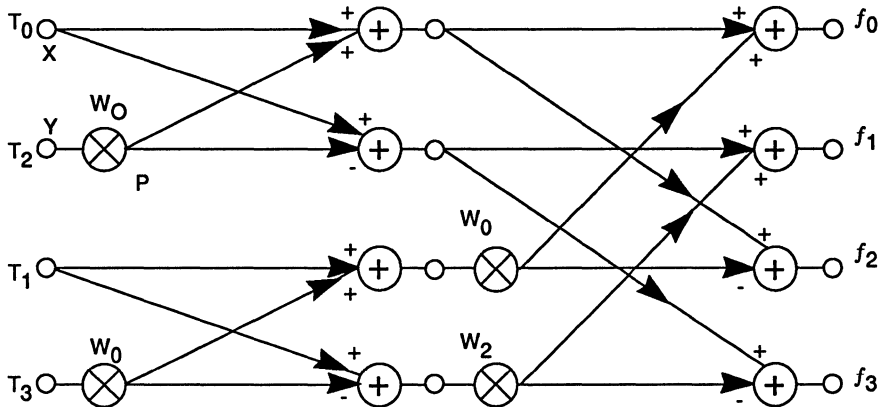 T0 + + f0
X + +
W0
Y + + f1
T2 - +
P
W0
T1 + + f2
+ -
W0 W2
+ + f3
T3 - -